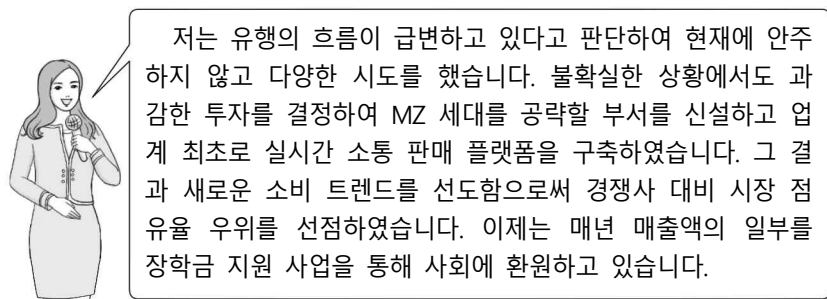 저는 유행의 흐름이 급변하고 있다고 판단하여 현재에 안주
하지 않고 다양한 시도를 했습니다. 불확실한 상황에서도 과
감한 투자를 결정하여 MZ 세대를 공략할 부서를 신설하고 업
계 최초로 실시간 소통 판매 플랫폼을 구축하였습니다. 그 결
과 새로운 소비 트렌드를 선도함으로써 경쟁사 대비 시장 점
유율 우위를 선점하였습니다. 이제는 매년 매출액의 일부를
장학금 지원 사업을 통해 사회에 환원하고 있습니다.